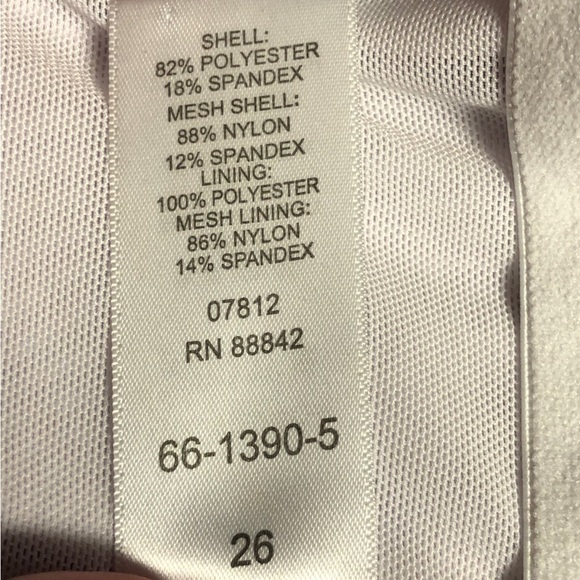 SHELL:
82% POLYESTER
18% SPANDEX
MESH SHELL:
88% NYLON
12% SPANDEX
LINING:
100% POLYESTER
MESH LINING:
86% NYLON
14% SPANDEX
07812
RN 88842
66-1390-5
26